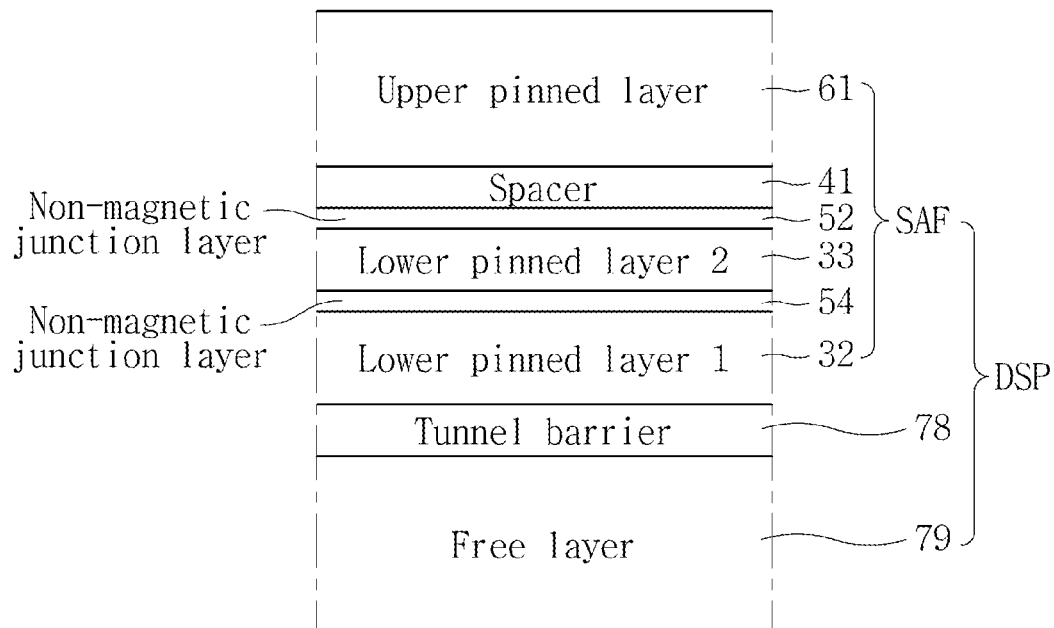 Upper pinned layer
61
Spacer
41
Non-magnetic
junction layer
52
SAF
Lower pinned layer 2
33
54
Non-magnetic
junction layer
Lower pinned layer 1
32
DSP
Tunnel barrier
78
Free layer
79